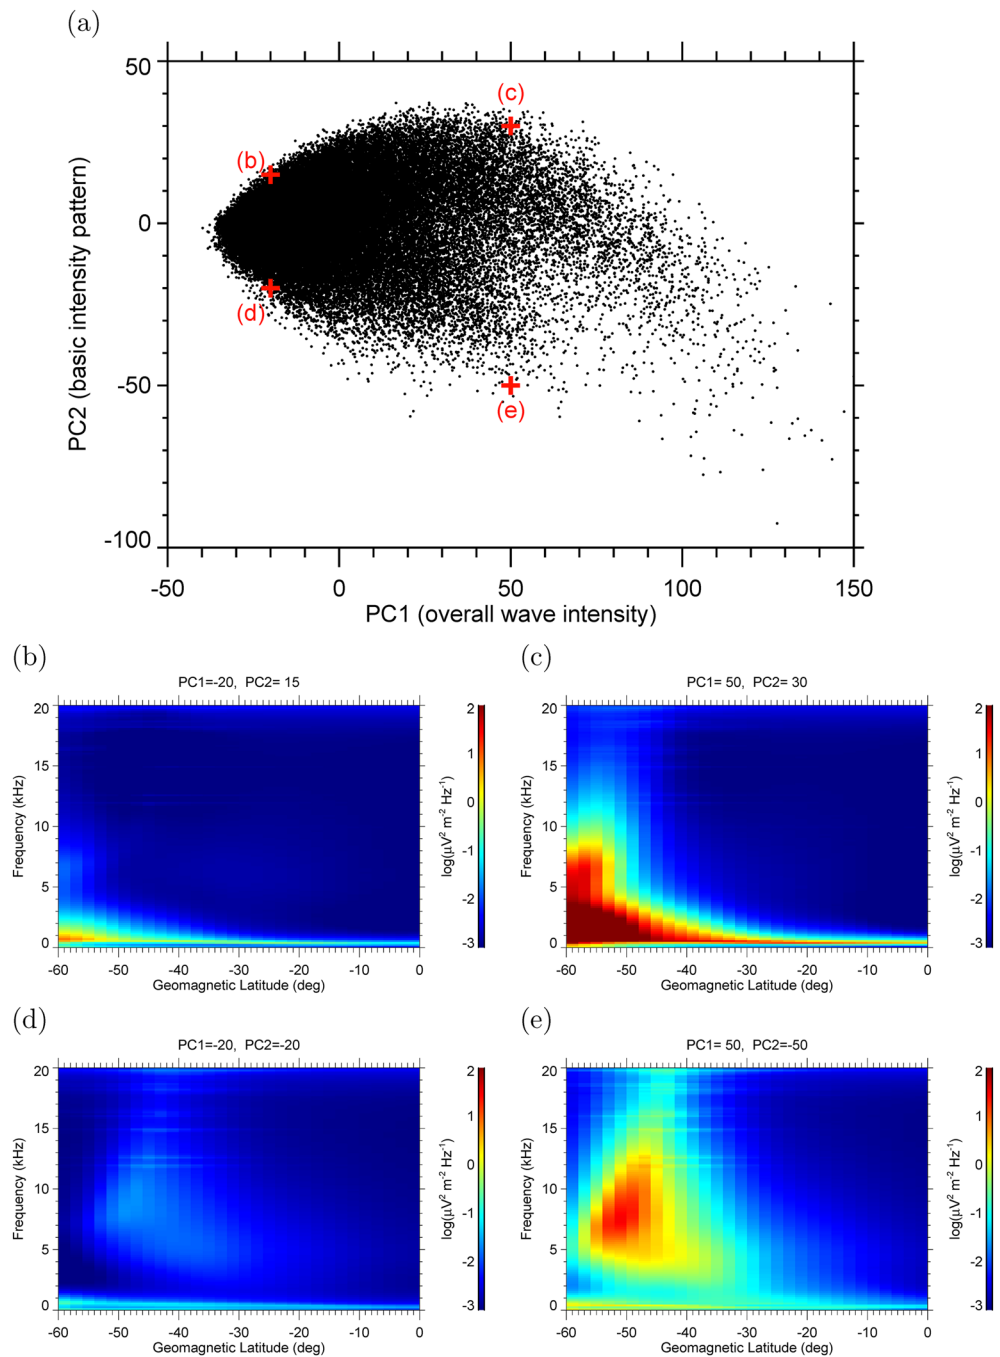 (a)
50
0
-50
-100
PC2 (basic intensity pattern)
(b)
(c)
(d)
(e)
-50 0 50 100 150
PC1 (overall wave intensity)
(b)
PC1=-20, PC2= 15
20
15
10
5
0
Frequency (kHz)
-60 -50 -40 -30 -20 -10 0
Geomagnetic Latitude (deg)
2
1
0
-1
-2
-3
log(μV² m⁻² Hz⁻¹)
(c)
PC1= 50, PC2= 30
20
15
10
5
0
Frequency (kHz)
-60 -50 -40 -30 -20 -10 0
Geomagnetic Latitude (deg)
2
1
0
-1
-2
-3
log(μV² m⁻² Hz⁻¹)
(d)
PC1=-20, PC2=-20
20
15
10
5
0
Frequency (kHz)
-60 -50 -40 -30 -20 -10 0
Geomagnetic Latitude (deg)
2
1
0
-1
-2
-3
log(μV² m⁻² Hz⁻¹)
(e)
PC1= 50, PC2=-50
20
15
10
5
0
Frequency (kHz)
-60 -50 -40 -30 -20 -10 0
Geomagnetic Latitude (deg)
2
1
0
-1
-2
-3
log(μV² m⁻² Hz⁻¹)